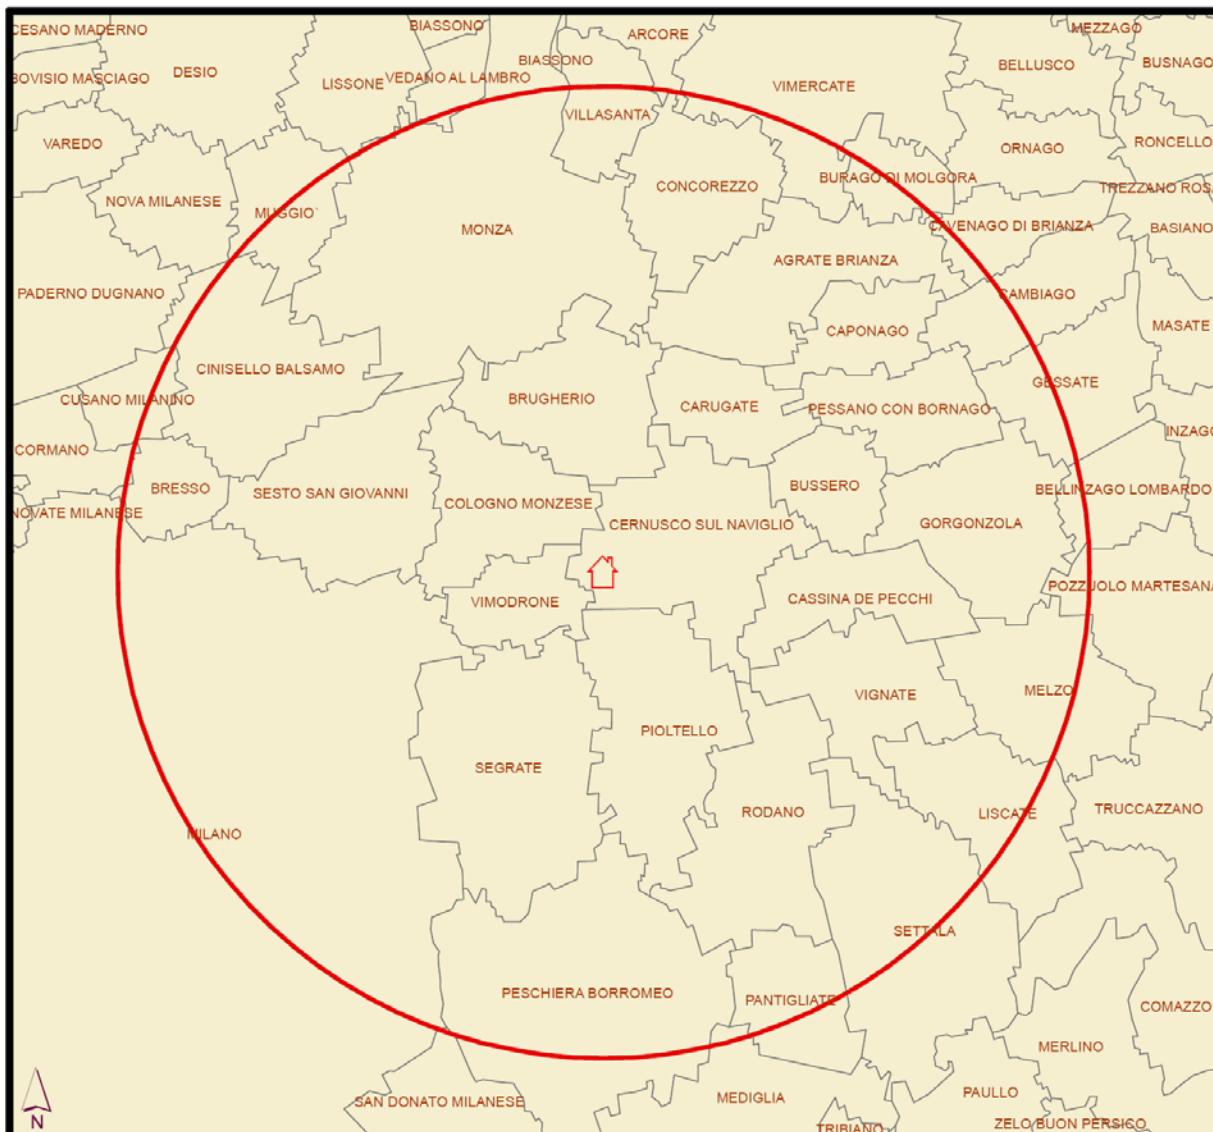 CESANO MADERNO
BIASSONO
ARCORE
MEZZAGO
BOVISIO MASCIAGO
DESIO
LISSONE
VEDANO AL LAMBRO
BIASSONO
VIMERCATE
BELLUSCO
BUSNAGO
VAREDO
VILLASANTA
ORNAGO
RONCELLO
NOVA MILANESE
MUGGIO`
CONCOREZZO
BURAGO DI MOLGORA
TREZZANO ROSA
MONZA
CAVENAGO DI BRIANZA
BASIANO
PADERNO DUGNANO
AGRATE BRIANZA
CAMBIAGO
CAPONAGO
MASATE
CINISELLO BALSAMO
GESSATE
CUSANO MILANINO
BRUGHERIO
CARUGATE
PESSANO CON BORNAGO
CORMANO
INZAGO
BRESSO
SESTO SAN GIOVANNI
COLOGNO MONZESE
BUSSERO
BELLINZAGO LOMBARDO
NOVATE MILANESE
CERNUSCO SUL NAVIGLIO
GORGONZOLA
VIMODRONE
CASSINA DE PECCHI
POZZUOLO MARTESANA
VIGNATE
MELZO
PIOLTELLO
SEGRATE
RODANO
LISCATE
TRUCCAZZANO
MILANO
SETTALA
PESCHIERA BORROMEO
PANTIGLIATE
COMAZZO
MERLINO
SAN DONATO MILANESE
MEDIGLIA
PAULLO
N
TRIBIANO
ZELO BUON PERSICO